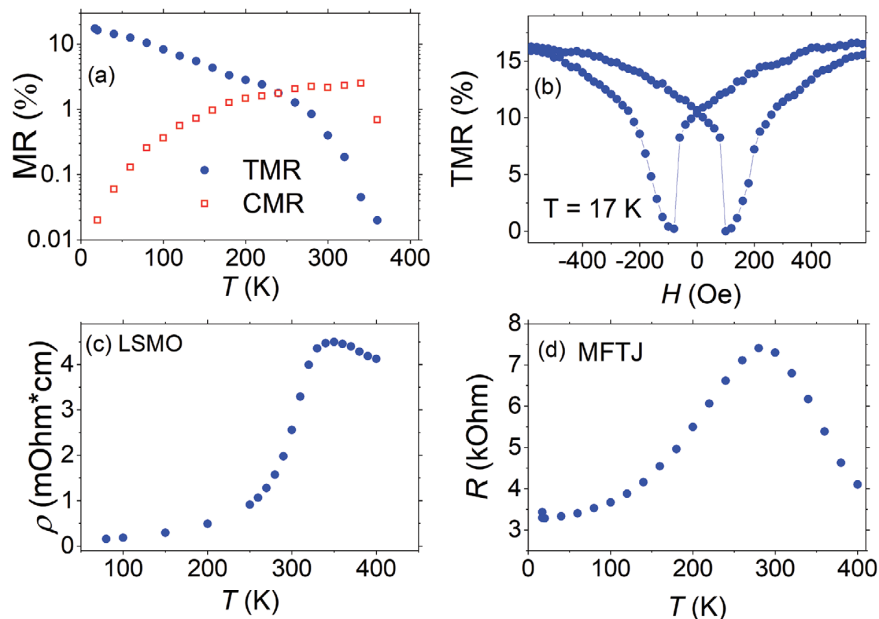 (a)
MR (%)
10
1
0.1
0.01
TMR
CMR
0 100 200 300 400
T (K)
(b)
TMR (%)
15
10
5
0
T = 17 K
-400 -200 0 200 400
H (Oe)
(c) LSMO
ρ (mOhm*cm)
4
3
2
1
0
100 200 300 400
T (K)
(d) MFTJ
R (kOhm)
8
7
6
5
4
3
2
0 100 200 300 400
T (K)